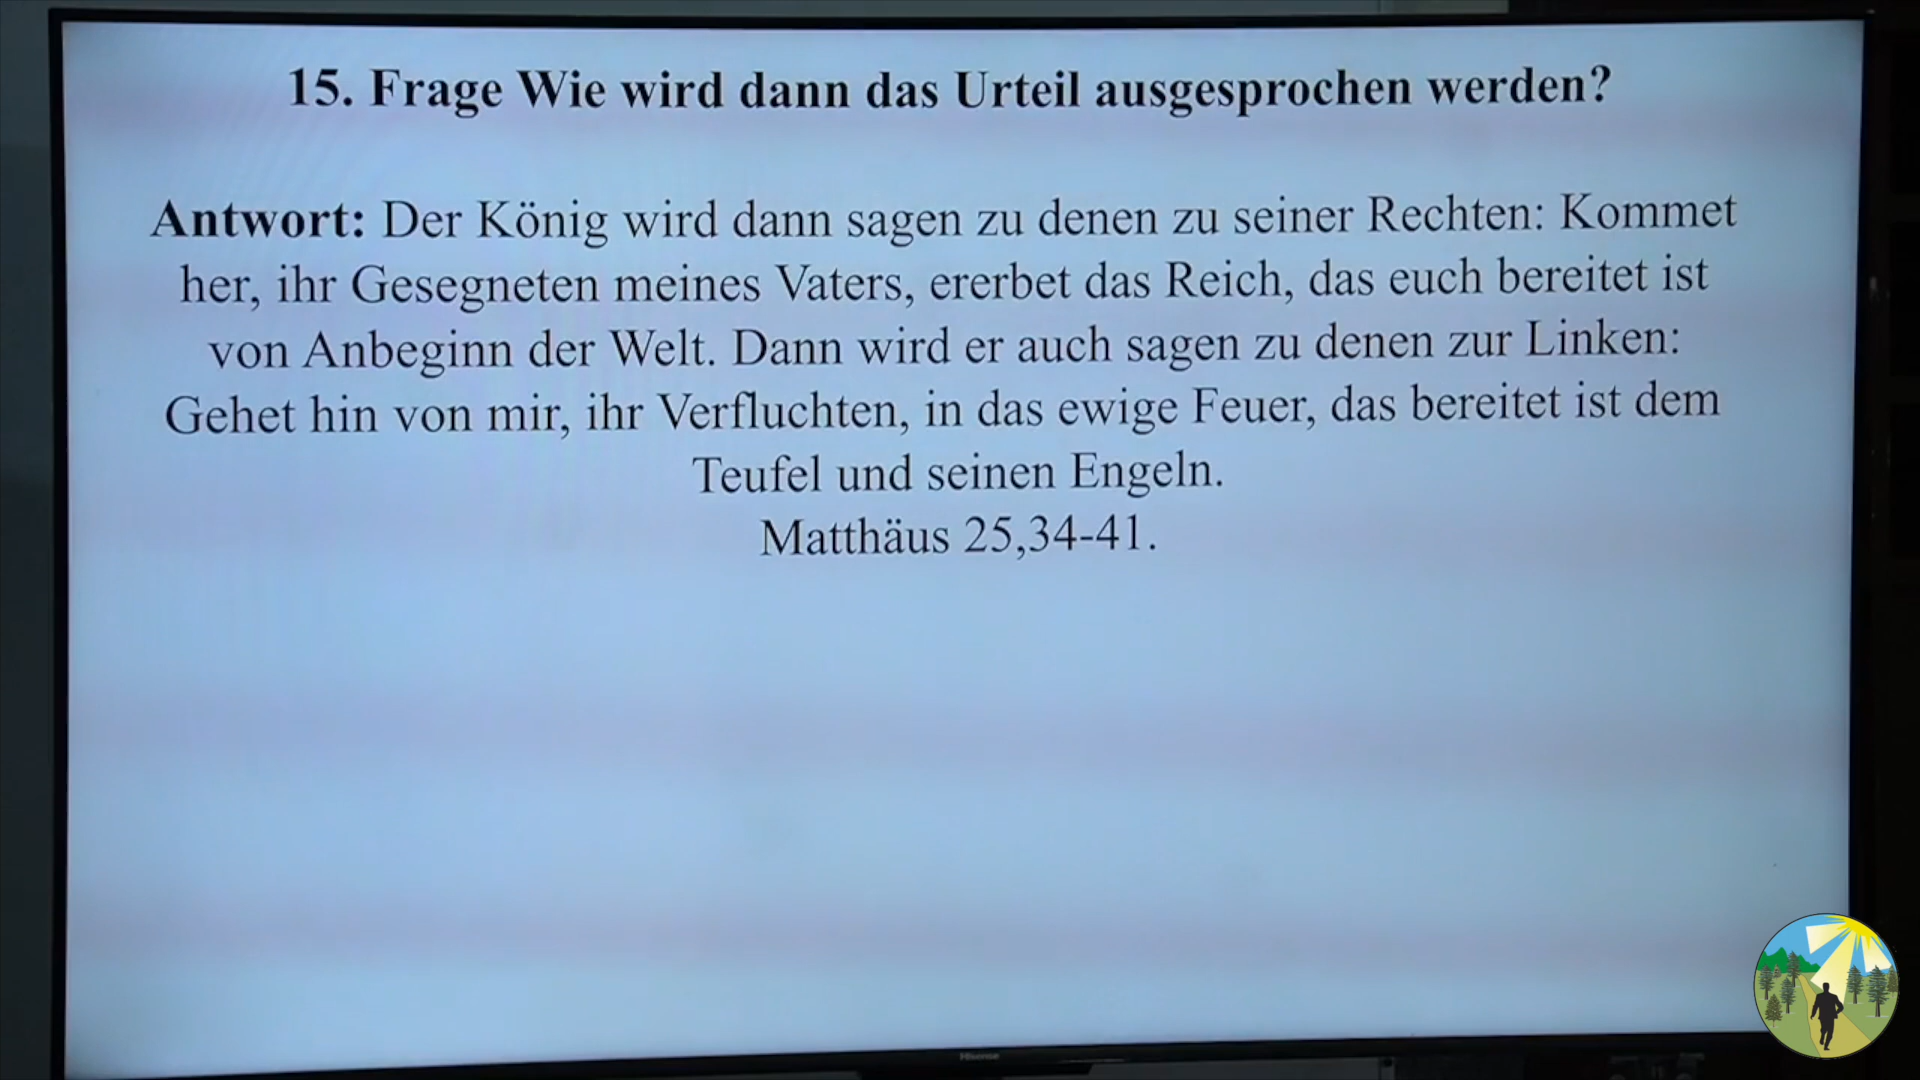 15. Frage Wie wird dann das Urteil ausgesprochen werden?
Antwort: Der König wird dann sagen zu denen zu seiner Rechten: Kommet
her, ihr Gesegneten meines Vaters, ererbet das Reich, das euch bereitet ist
von Anbeginn der Welt. Dann wird er auch sagen zu denen zur Linken:
Gehet hin von mir, ihr Verfluchten, in das ewige Feuer, das bereitet ist dem
Teufel und seinen Engeln.
Matthäus 25,34-41.
Hisense